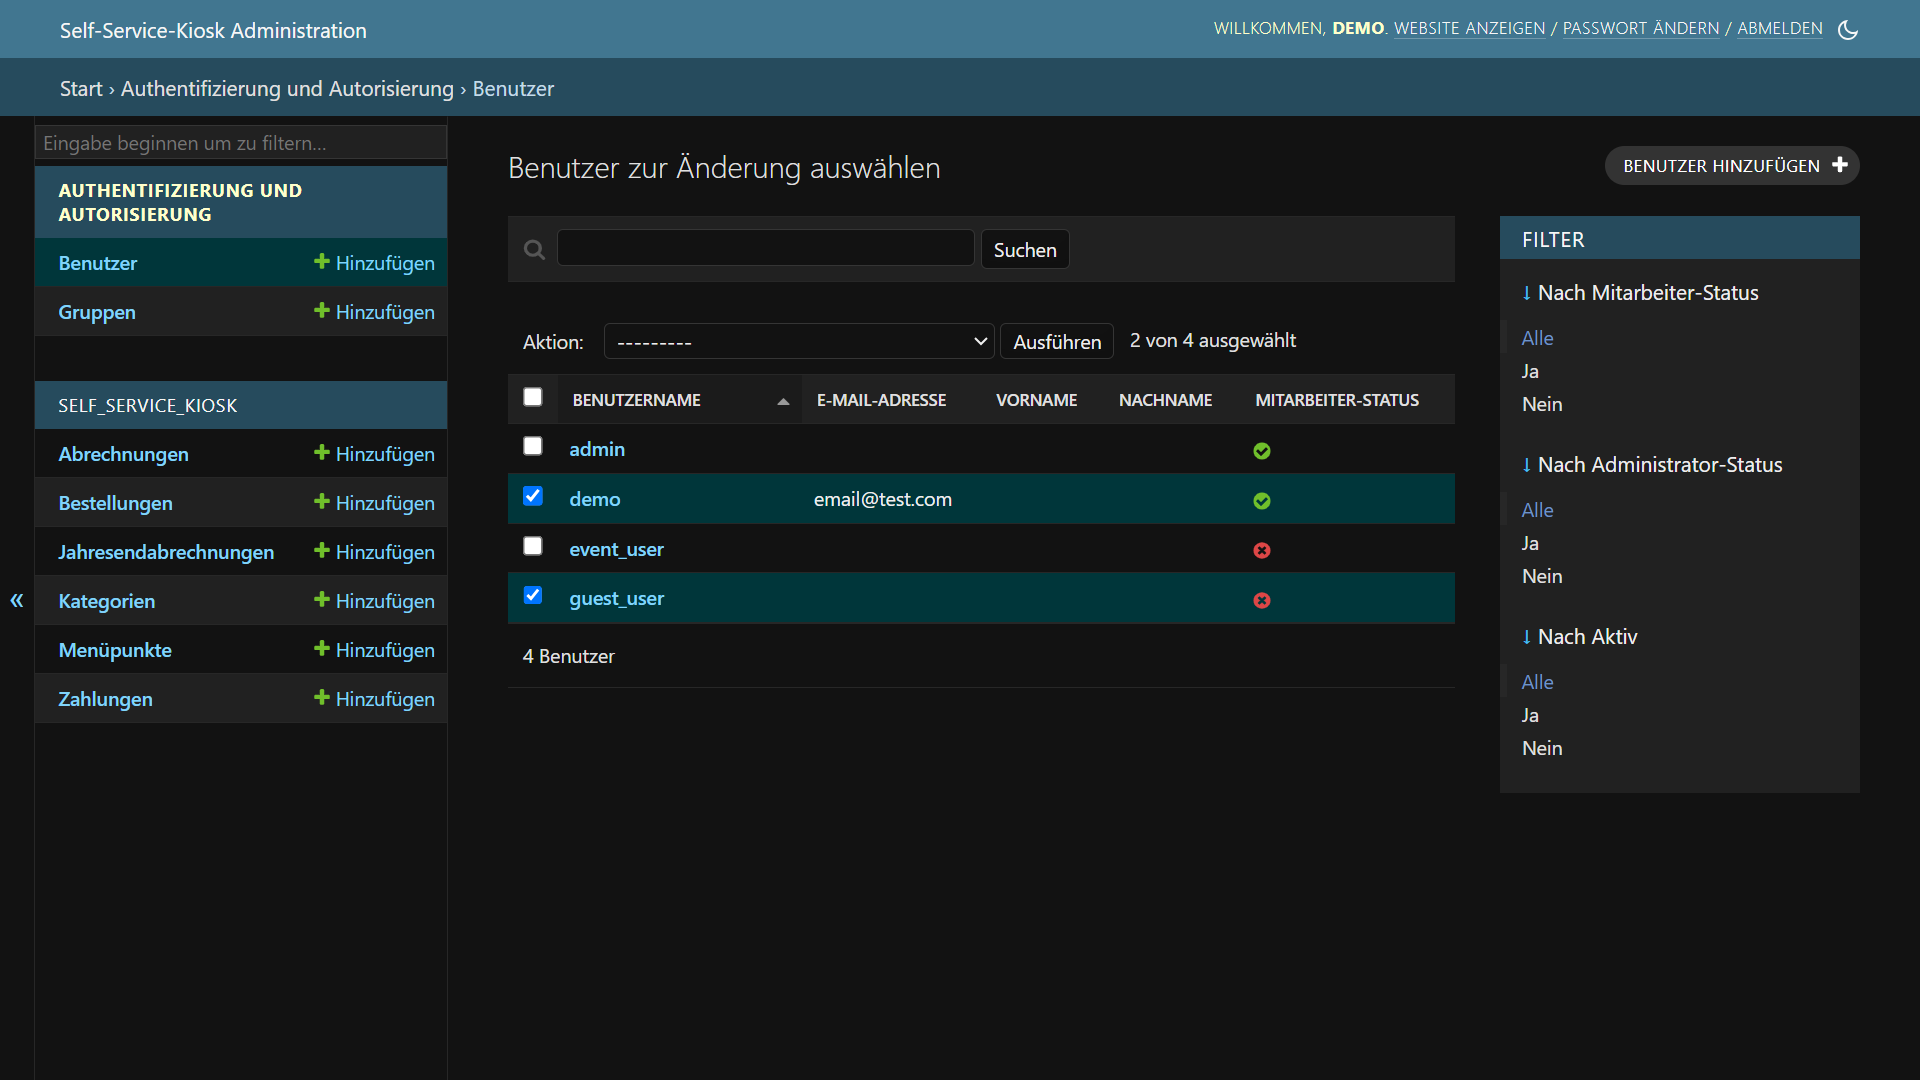 Self-Service-Kiosk Administration
WILLKOMMEN, DEMO. WEBSITE ANZEIGEN / PASSWORT ÄNDERN / ABMELDEN
Start › Authentifizierung und Autorisierung › Benutzer
Eingabe beginnen um zu filtern...
AUTHENTIFIZIERUNG UND
AUTORISIERUNG
Benutzer Hinzufügen
Gruppen Hinzufügen
SELF_SERVICE_KIOSK
Abrechnungen Hinzufügen
Bestellungen Hinzufügen
Jahresendabrechnungen Hinzufügen
Kategorien Hinzufügen
Menüpunkte Hinzufügen
Zahlungen Hinzufügen
«
Benutzer zur Änderung auswählen
BENUTZER HINZUFÜGEN
Suchen
Aktion: --------- Ausführen 2 von 4 ausgewählt
BENUTZERNAME E-MAIL-ADRESSE VORNAME NACHNAME MITARBEITER-STATUS
admin
demo email@test.com
event_user
guest_user
4 Benutzer
FILTER
↓ Nach Mitarbeiter-Status
Alle
Ja
Nein
↓ Nach Administrator-Status
Alle
Ja
Nein
↓ Nach Aktiv
Alle
Ja
Nein